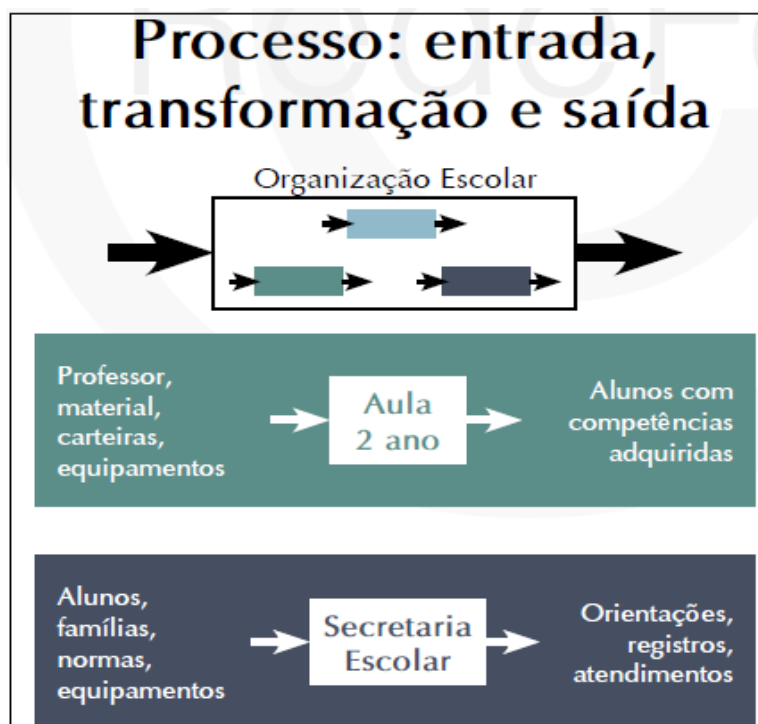 Processo: entrada,
transformação e saída
Organização Escolar
Professor,
material,
carteiras,
equipamentos
Aula
2 ano
Alunos com
competências
adquiridas
Alunos,
famílias,
normas,
equipamentos
Secretaria
Escolar
Orientações,
registros,
atendimentos